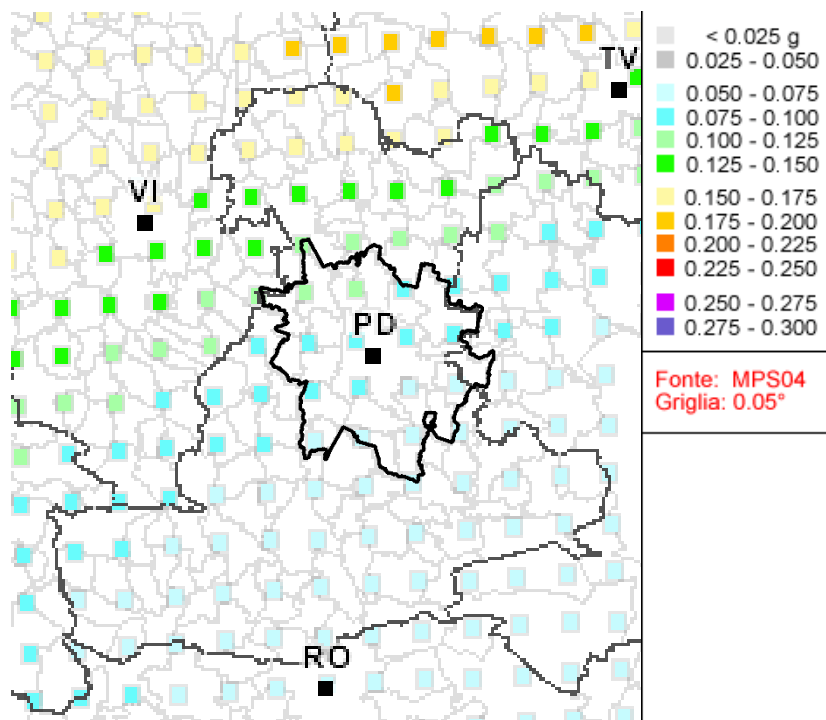 TV
VI
PD
RO
< 0.025 g
0.025 - 0.050
0.050 - 0.075
0.075 - 0.100
0.100 - 0.125
0.125 - 0.150
0.150 - 0.175
0.175 - 0.200
0.200 - 0.225
0.225 - 0.250
0.250 - 0.275
0.275 - 0.300
Fonte: MPS04
Griglia: 0.05°